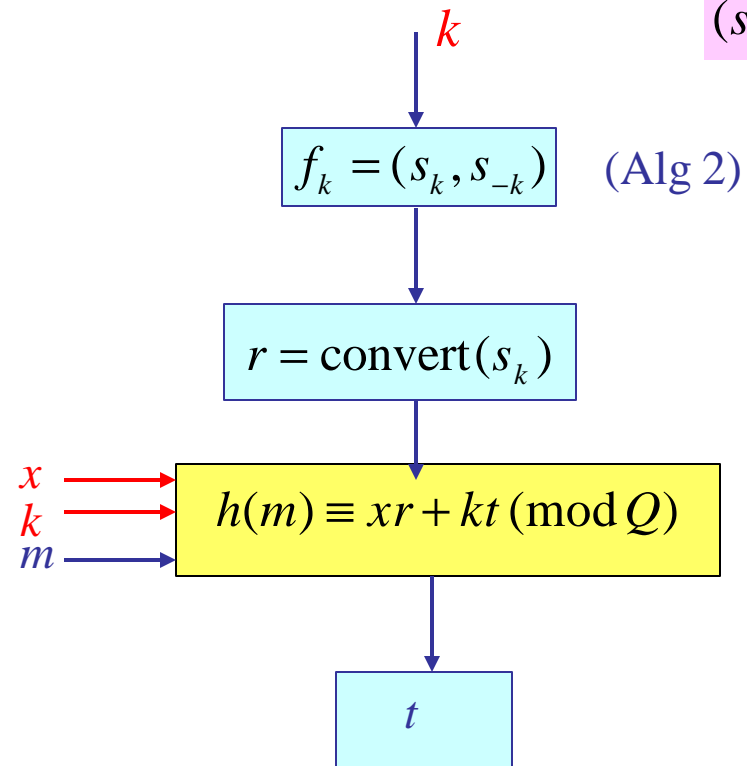 k
(s
f_k = (s_k, s_{-k})
(Alg 2)
r = convert(s_k)
x
k
m
h(m) ≡ xr + kt (mod Q)
t